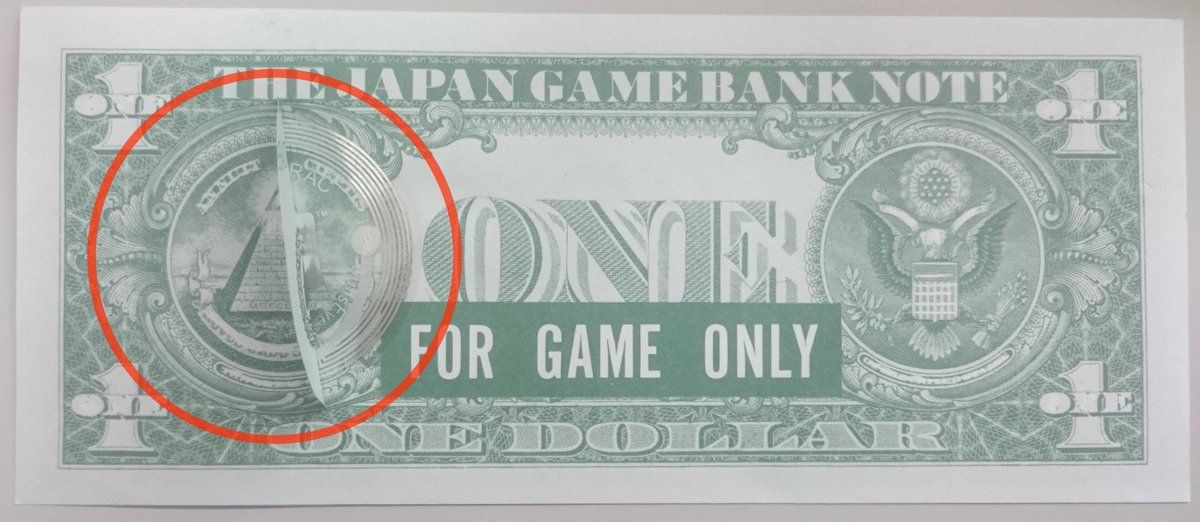 THE JAPAN GAME BANK NOTE
1 ONE
1 ONE
ONE
FOR GAME ONLY
1 ONE
1 ONE
ONE DOLLAR